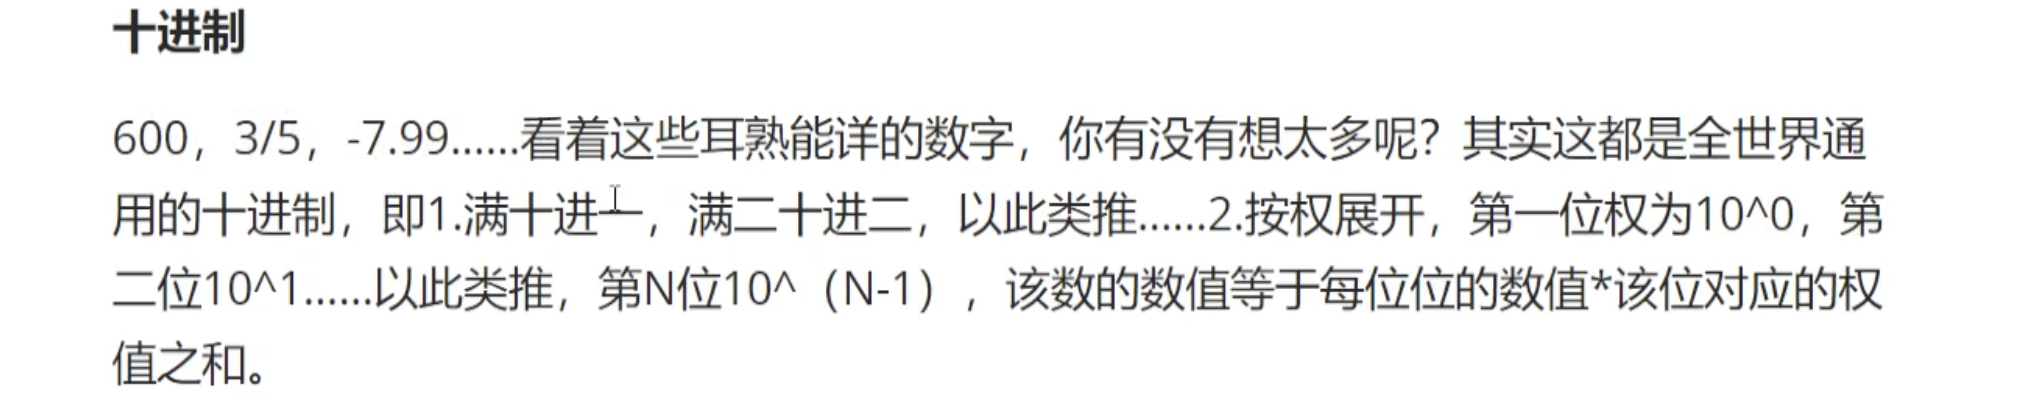 十进制
600，3/5，-7.99......看着这些耳熟能详的数字，你有没有想太多呢？其实这都是全世界通
用的十进制，即1.满十进一，满二十进二，以此类推......2.按权展开，第一位权为10^0，第
二位10^1......以此类推，第N位10^（N-1），该数的数值等于每位位的数值*该位对应的权
值之和。